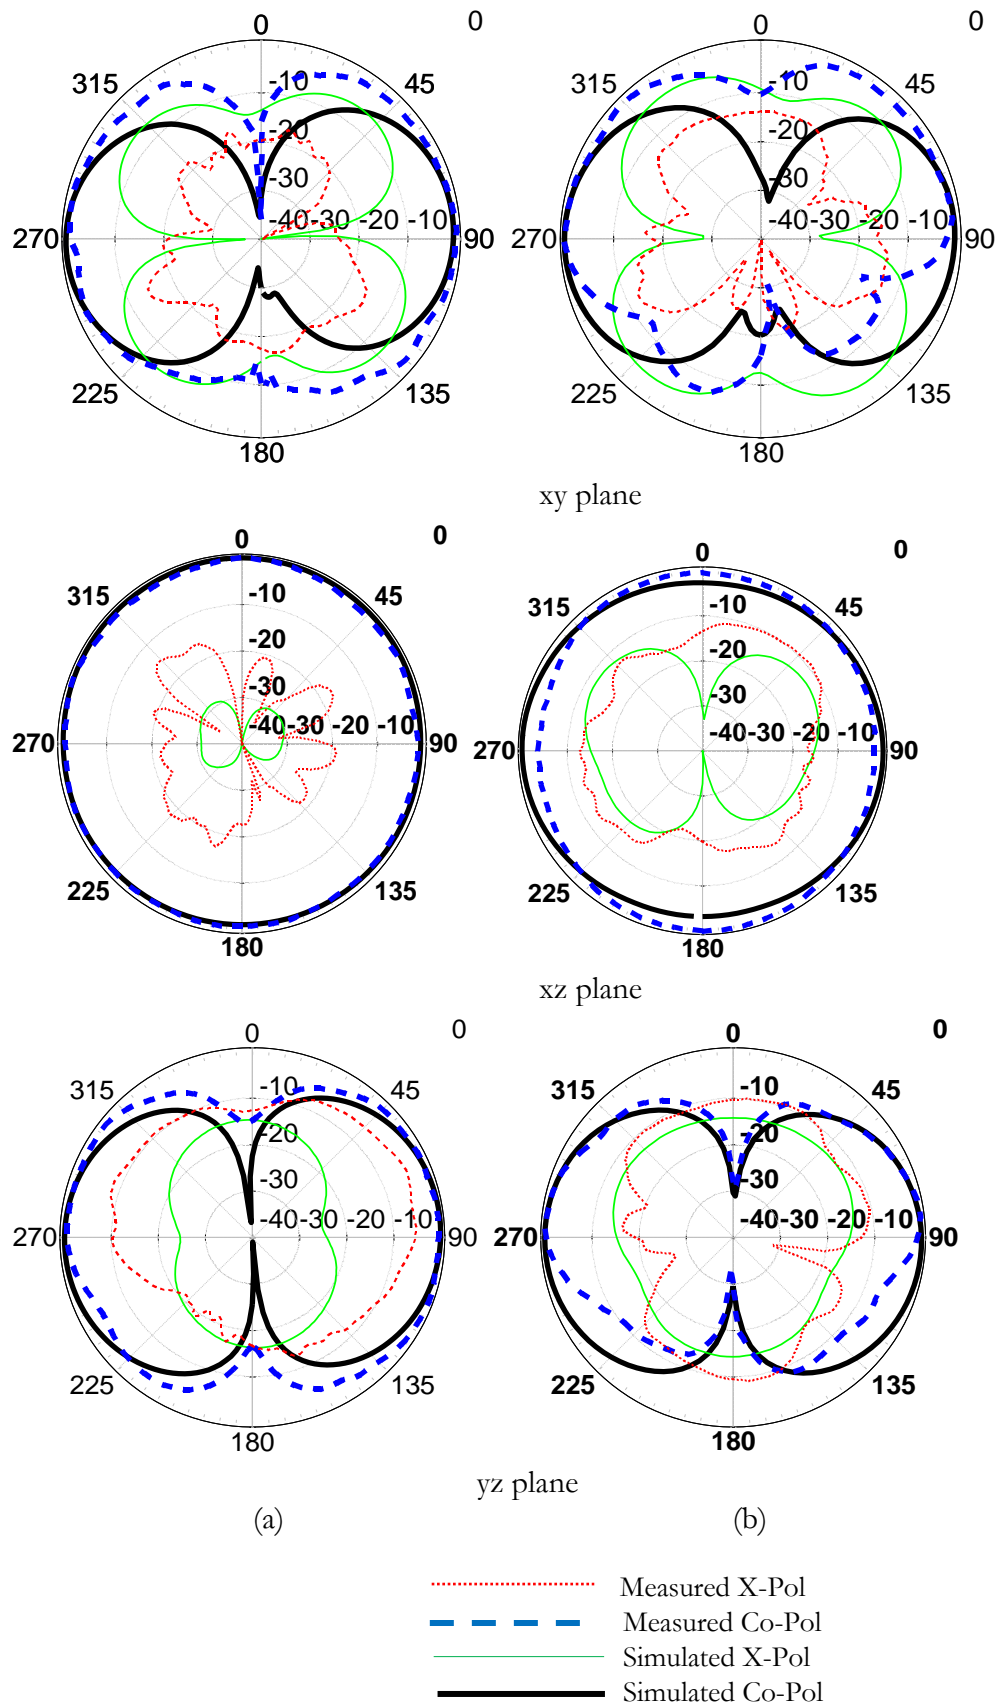 0 0 0 0
315 -10 45 315 -10 45
-20 -20
-30 -30
-40 -30 -20 -10 -40 -30 -20 -10
270 90 270 90
225 135 225 135
180 180
xy plane
0 0 0 0
315 -10 45 315 -10 45
-20 -20
-30 -30
-40 -30 -20 -10 -40 -30 -20 -10
270 90 270 90
225 135 225 135
180 180
xz plane
0 0 0 0
315 -10 45 315 -10 45
-20 -20
-30 -30
-40 -30 -20 -10 -40 -30 -20 -10
270 90 270 90
225 135 225 135
180 180
yz plane
(a) (b)
Measured X-Pol
Measured Co-Pol
Simulated X-Pol
Simulated Co-Pol